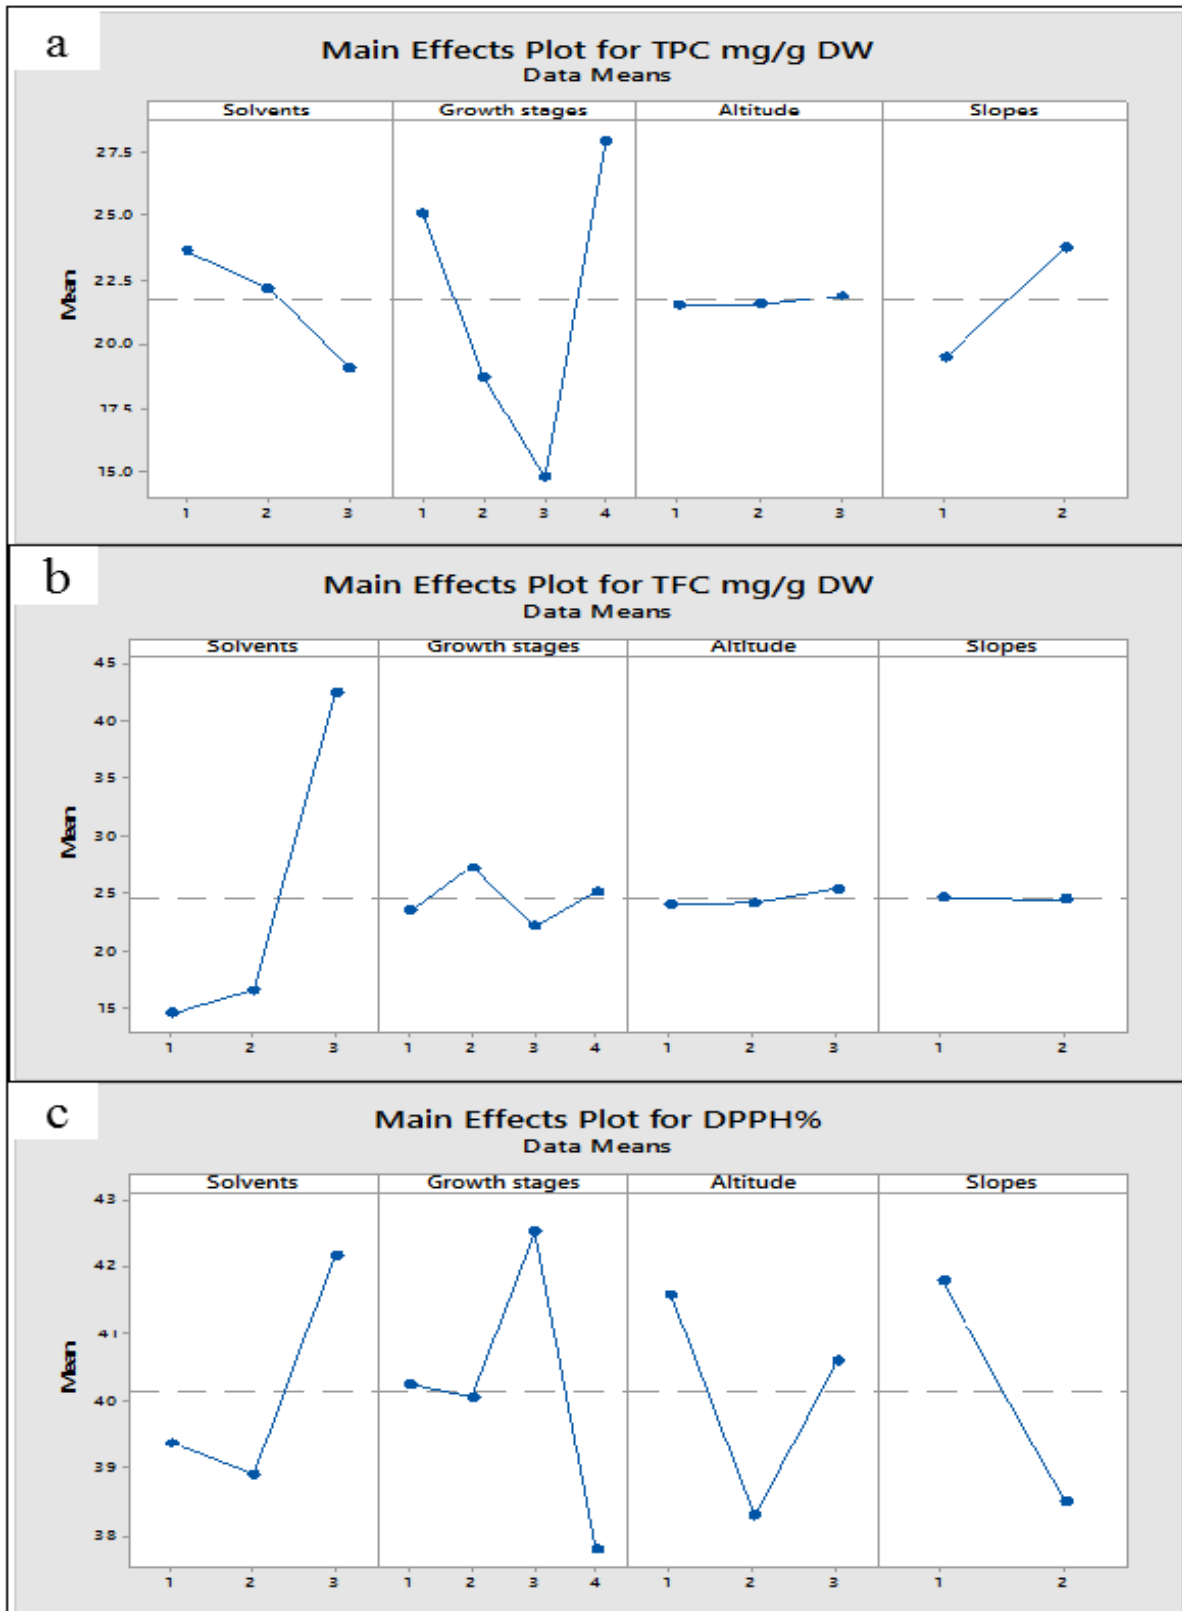 a
Main Effects Plot for TPC mg/g DW
Data Means
Solvents Growth stages Altitude Slopes
27.5
25.0
22.5
20.0
17.5
15.0
Mean
1 2 3 1 2 3 4 1 2 3 1 2
b
Main Effects Plot for TFC mg/g DW
Data Means
Solvents Growth stages Altitude Slopes
45
40
35
30
25
20
15
Mean
1 2 3 1 2 3 4 1 2 3 1 2
c
Main Effects Plot for DPPH%
Data Means
Solvents Growth stages Altitude Slopes
43
42
41
40
39
38
Mean
1 2 3 1 2 3 4 1 2 3 1 2